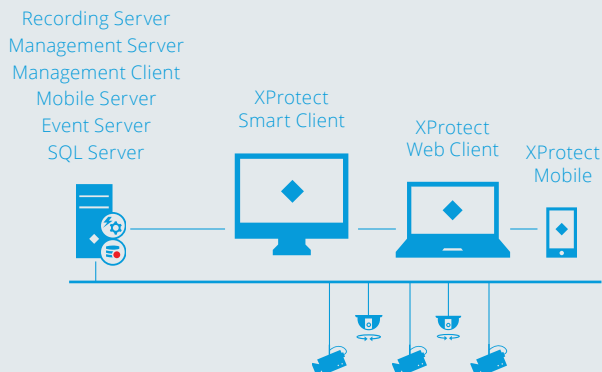 Recording Server
Management Server
Management Client
Mobile Server
Event Server
SQL Server
XProtect
Smart Client
XProtect
Web Client
XProtect
Mobile